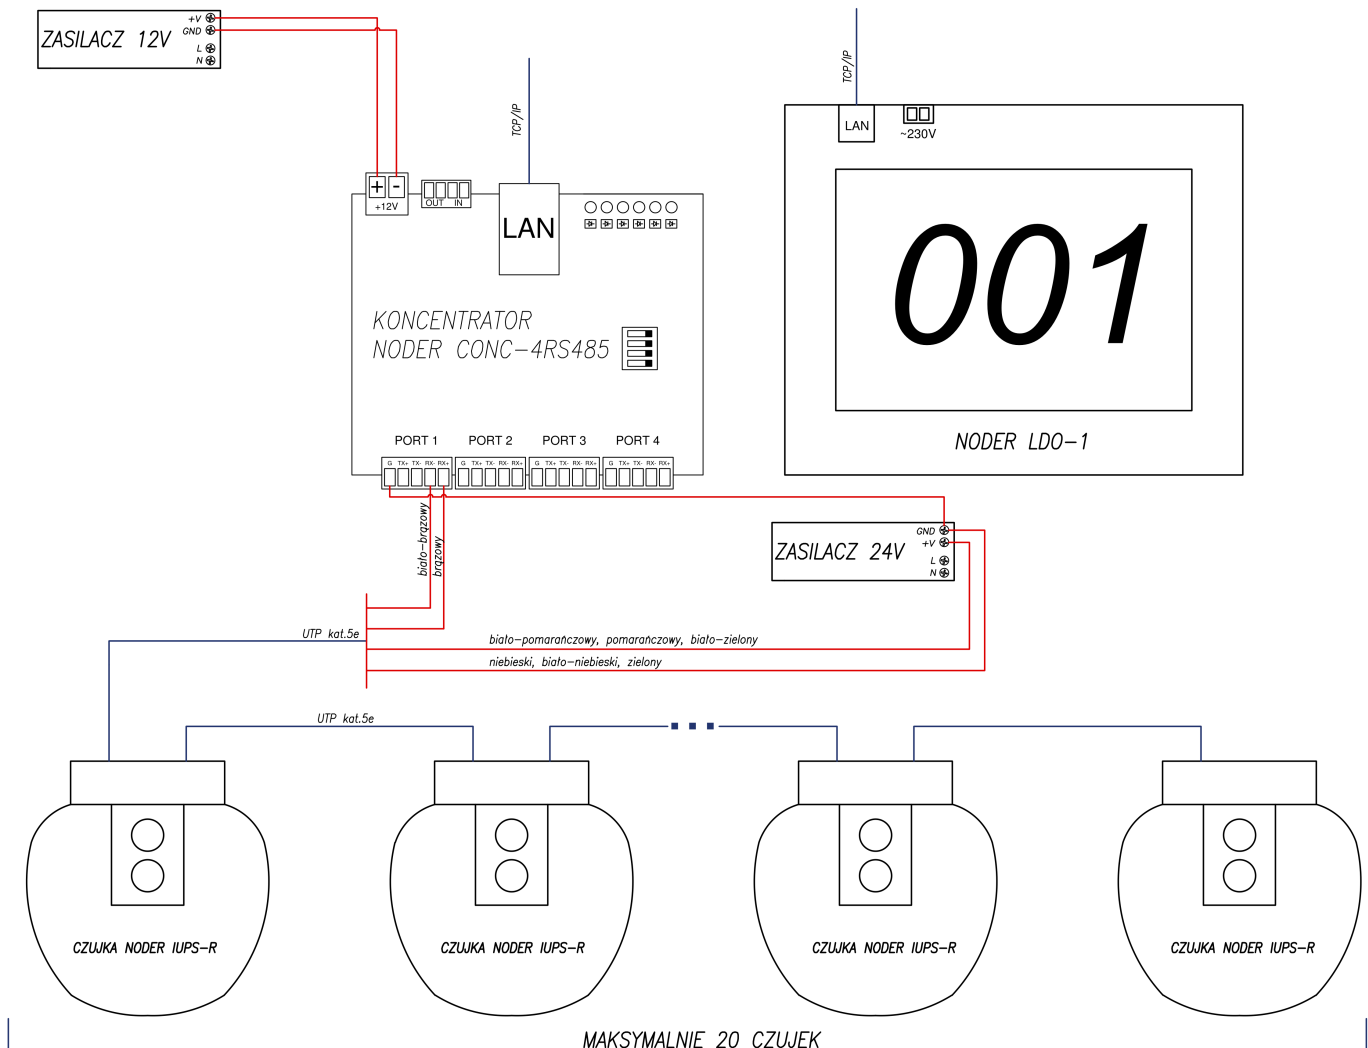 +V
GND
ZASILACZ 12V
L
N
TCP/IP
TCP/IP
LAN
~230V
+ -
+12V
OUT IN
LAN
001
KONCENTRATOR
NODER CONC-4RS485
NODER LDO-1
PORT 1 PORT 2 PORT 3 PORT 4
G TX+ TX- RX- RX+ G TX+ TX- RX- RX+ G TX+ TX- RX- RX+ G TX+ TX- RX- RX+
biało-brązowy
brązowy
GND
+V
ZASILACZ 24V
L
N
UTP kat.5e
biało-pomarańczowy, pomarańczowy, biało-zielony
niebieski, biało-niebieski, zielony
UTP kat.5e
CZUJKA NODER IUPS-R
CZUJKA NODER IUPS-R
CZUJKA NODER IUPS-R
CZUJKA NODER IUPS-R
MAKSYMALNIE 20 CZUJEK